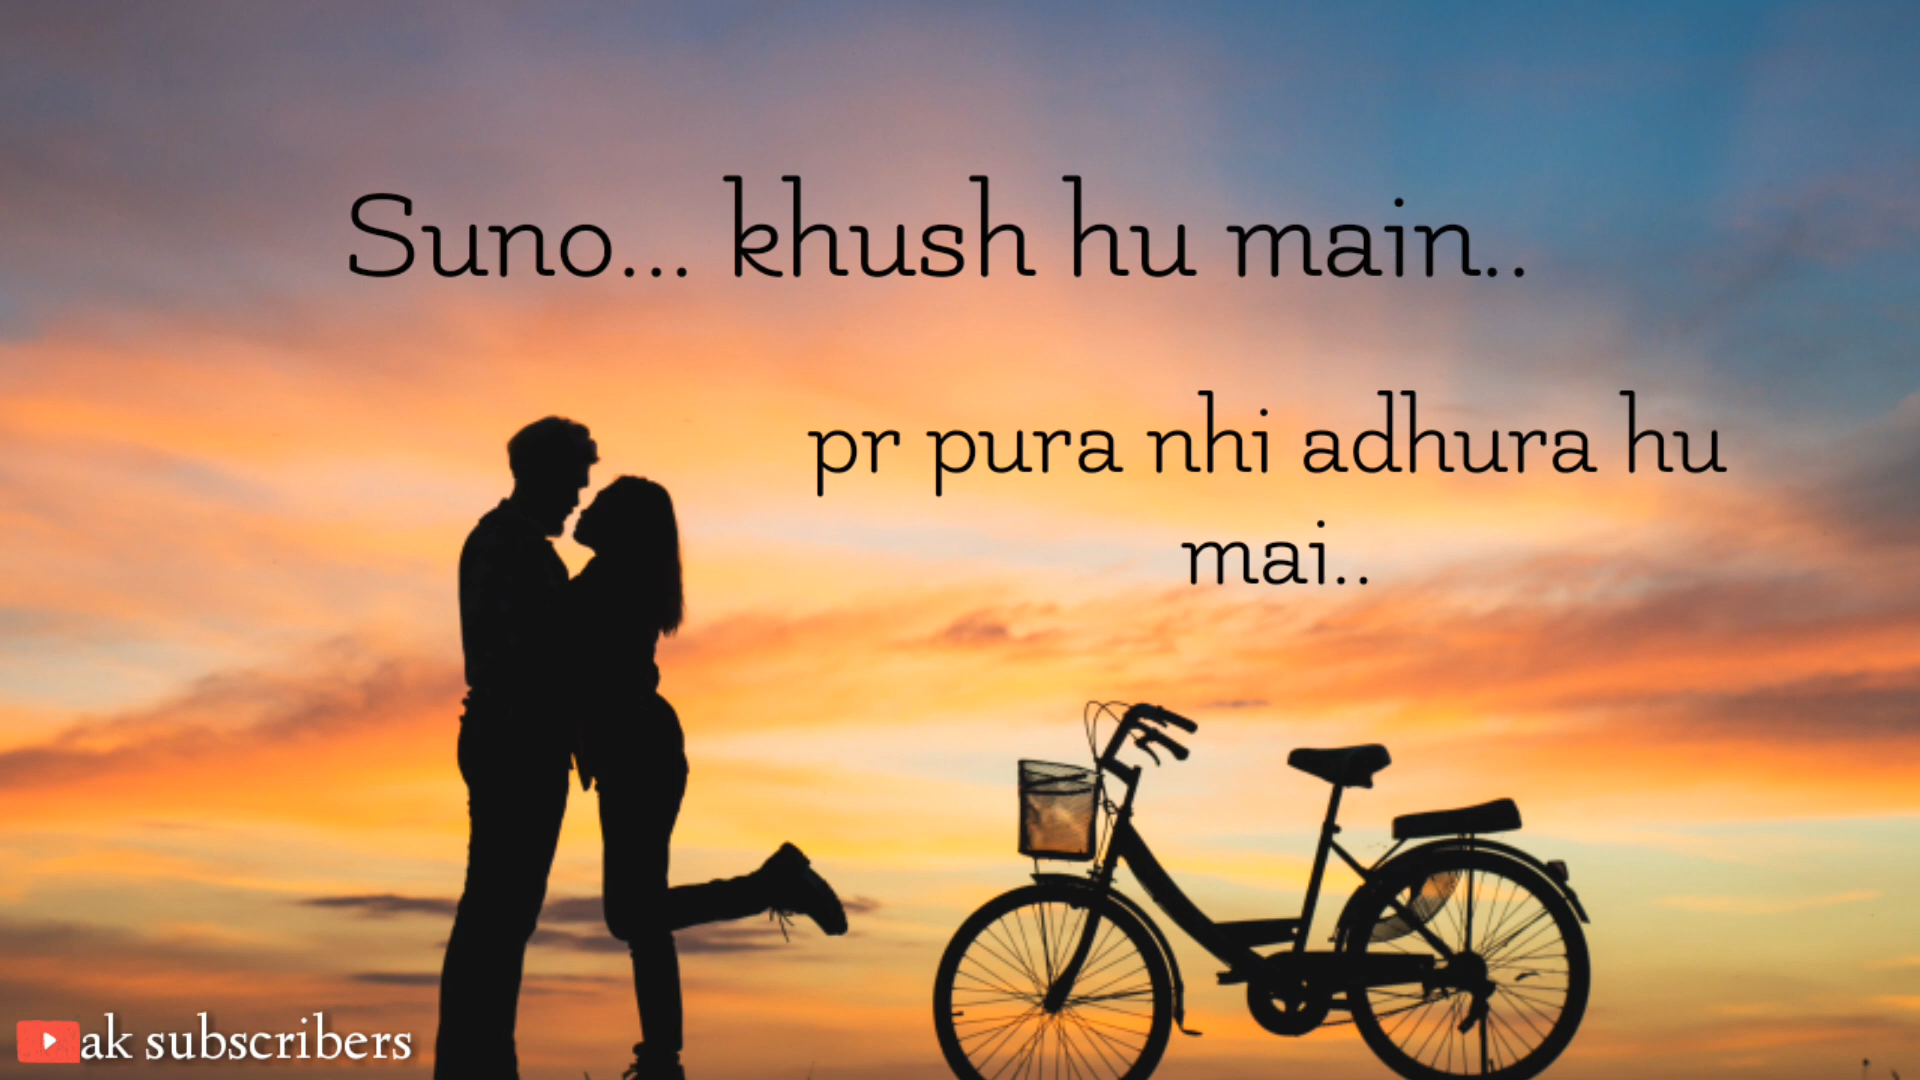 Suno... khush hu main..
pr pura nhi adhura hu
mai..
ak subscribers